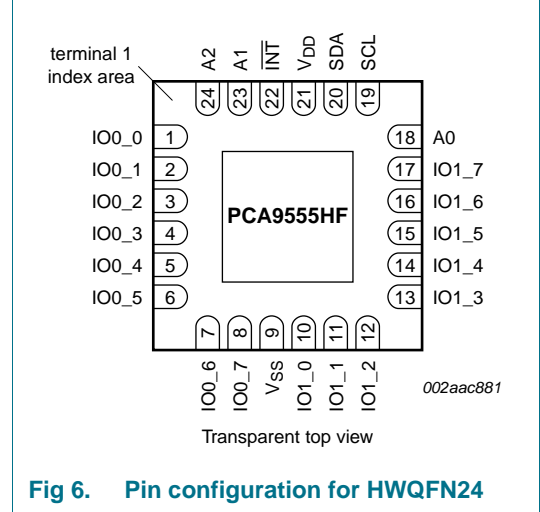 terminal 1
index area
A2
A1
INT
VDD
SDA
SCL
24
23
22
21
20
19
IO0_0 1
IO0_1 2
IO0_2 3
IO0_3 4
IO0_4 5
IO0_5 6
PCA9555HF
18 A0
17 IO1_7
16 IO1_6
15 IO1_5
14 IO1_4
13 IO1_3
7
8
9
10
11
12
IO0_6
IO0_7
VSS
IO1_0
IO1_1
IO1_2
002aac881
Transparent top view
Fig 6. Pin configuration for HWQFN24